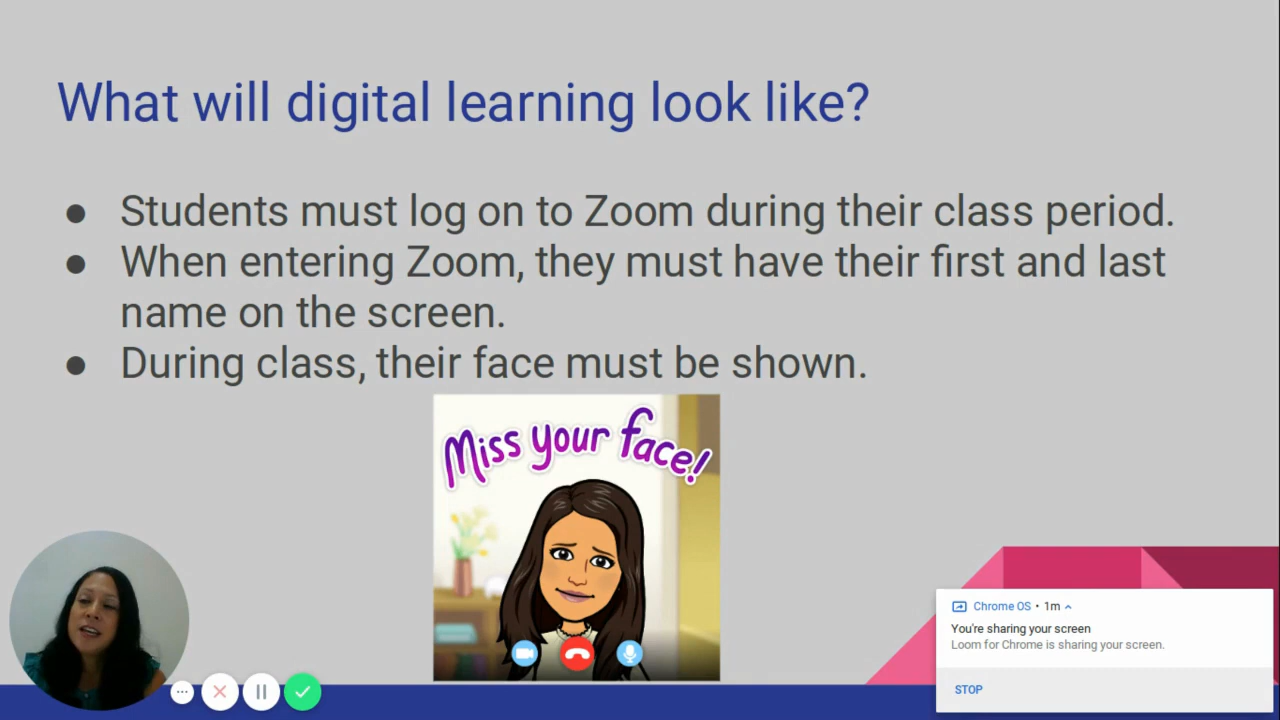 What will digital learning look like?
● Students must log on to Zoom during their class period.
● When entering Zoom, they must have their first and last
name on the screen.
● During class, their face must be shown.
Miss your face!
Chrome OS • 1m
You're sharing your screen
Loom for Chrome is sharing your screen.
STOP